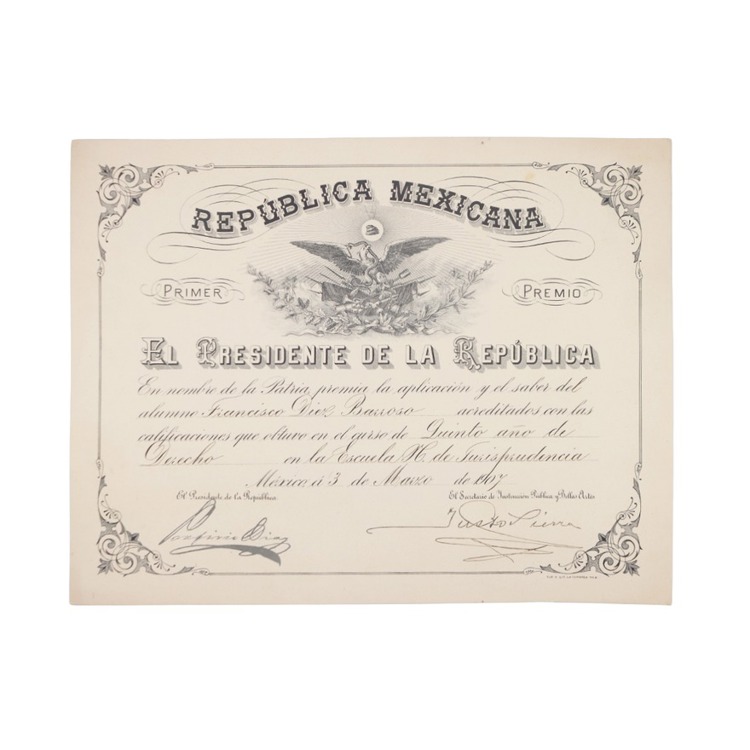 REPÚBLICA MEXICANA
PRIMER PREMIO
EL PRESIDENTE DE LA REPÚBLICA
En nombre de la Patria, premia la aplicación y el saber del
alumno Francisco Diez Barroso acreditados con las
calificaciones que obtuvo en el curso de Quinto año de
Derecho en la Escuela N. de Jurisprudencia
México á 3 de Marzo de 1907
El Presidente de la República.
El Secretario de Instrucción Pública y Bellas Artes
Porfirio Diaz
Justo Sierra